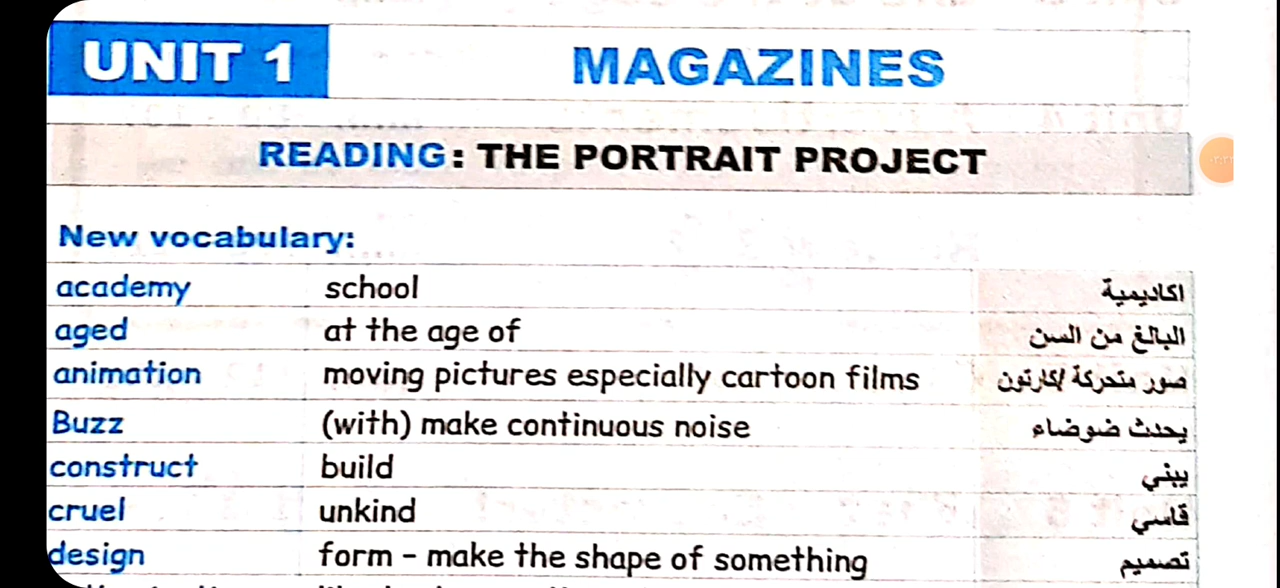 UNIT 1 MAGAZINES
READING: THE PORTRAIT PROJECT
New vocabulary:
academy school اكاديمية
aged at the age of البالغ من السن
animation moving pictures especially cartoon films صور متحركة /كارتون
Buzz (with) make continuous noise يحدث ضوضاء
construct build يبني
cruel unkind قاسي
design form - make the shape of something تصميم